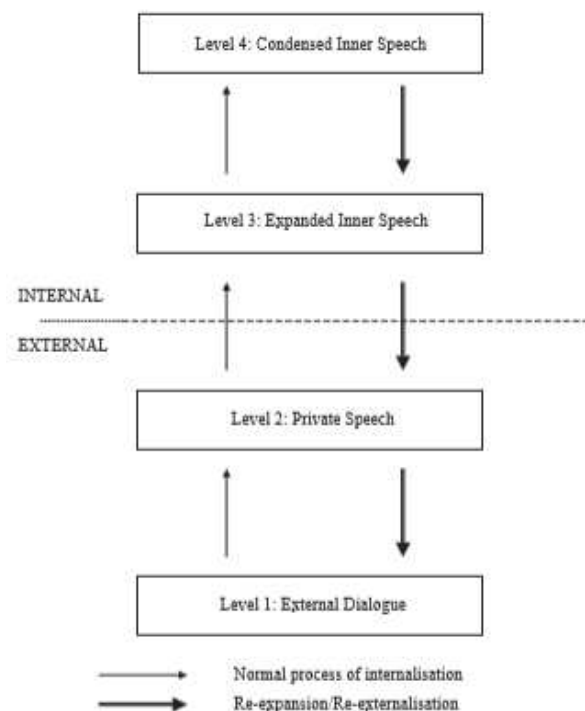 Level 4: Condensed Inner Speech
Level 3: Expanded Inner Speech
INTERNAL
EXTERNAL
Level 2: Private Speech
Level 1: External Dialogue
Normal process of internalisation
Re-expansion/Re-externalisation